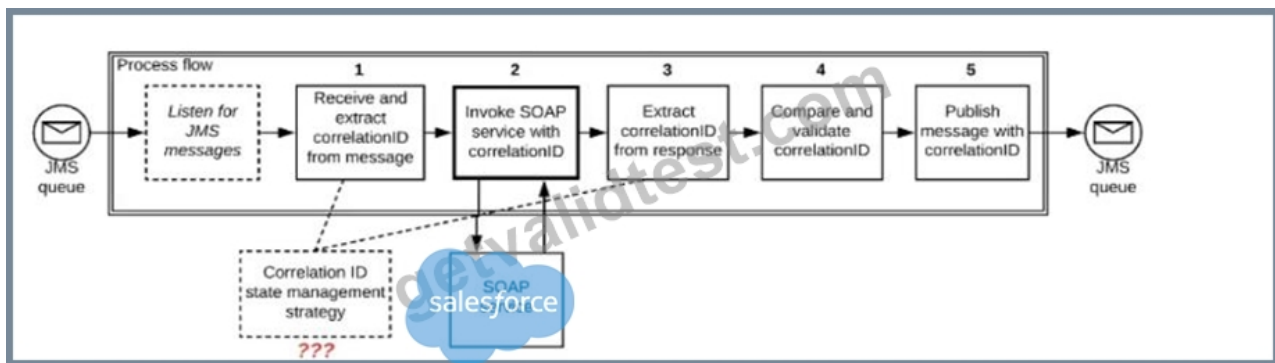 Process flow
1
2
3
4
5
Listen for
JMS
messages
Receive and
extract
correlationID
from message
Invoke SOAP
service with
correlationID
Extract
correlationID
from response
Compare and
validate
correlationID
Publish
message with
correlationID
JMS
queue
JMS
queue
Correlation ID
state management
strategy
???
SOAP
salesforce
getvalidtest.com